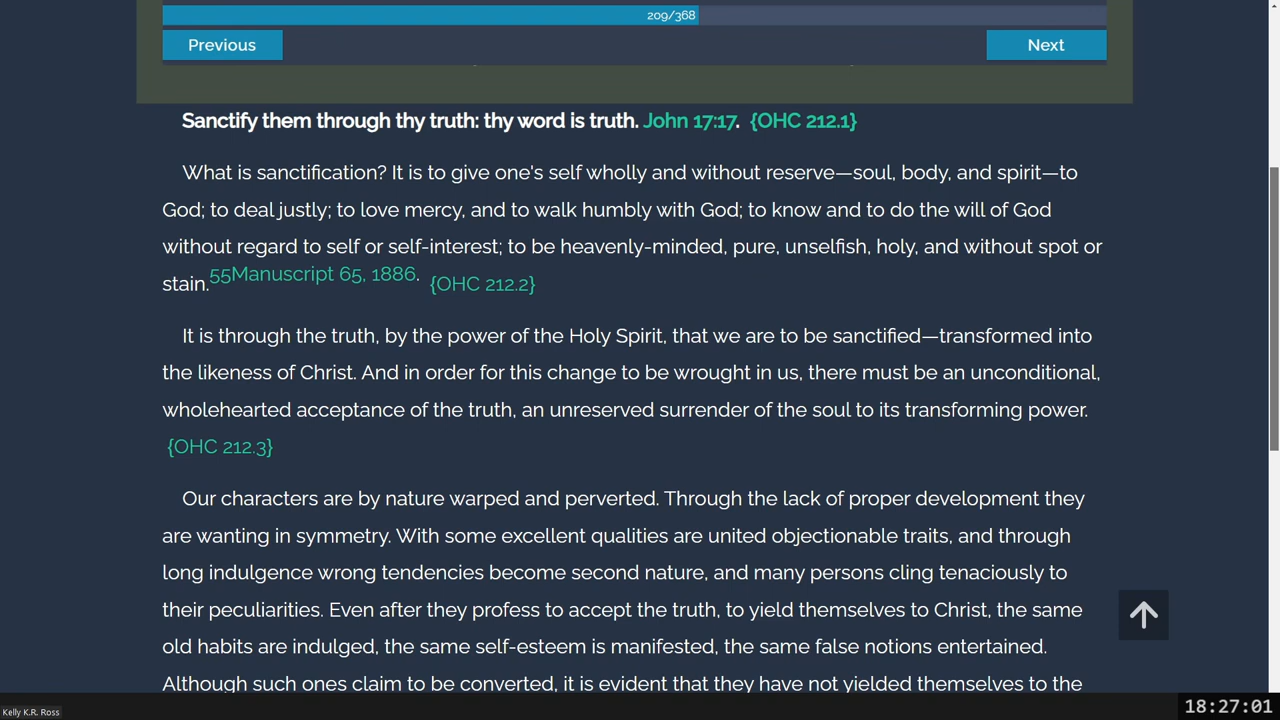 209/368
Previous
Next
Sanctify them through thy truth: thy word is truth. John 17:17. {OHC 212.1}
What is sanctification? It is to give one's self wholly and without reserve—soul, body, and spirit—to
God; to deal justly; to love mercy, and to walk humbly with God; to know and to do the will of God
without regard to self or self-interest; to be heavenly-minded, pure, unselfish, holy, and without spot or
stain.55Manuscript 65, 1886. {OHC 212.2}
It is through the truth, by the power of the Holy Spirit, that we are to be sanctified—transformed into
the likeness of Christ. And in order for this change to be wrought in us, there must be an unconditional,
wholehearted acceptance of the truth, an unreserved surrender of the soul to its transforming power.
{OHC 212.3}
Our characters are by nature warped and perverted. Through the lack of proper development they
are wanting in symmetry. With some excellent qualities are united objectionable traits, and through
long indulgence wrong tendencies become second nature, and many persons cling tenaciously to
their peculiarities. Even after they profess to accept the truth, to yield themselves to Christ, the same
old habits are indulged, the same self-esteem is manifested, the same false notions entertained.
Although such ones claim to be converted, it is evident that they have not yielded themselves to the
Kelly K.R. Ross
18:27:01